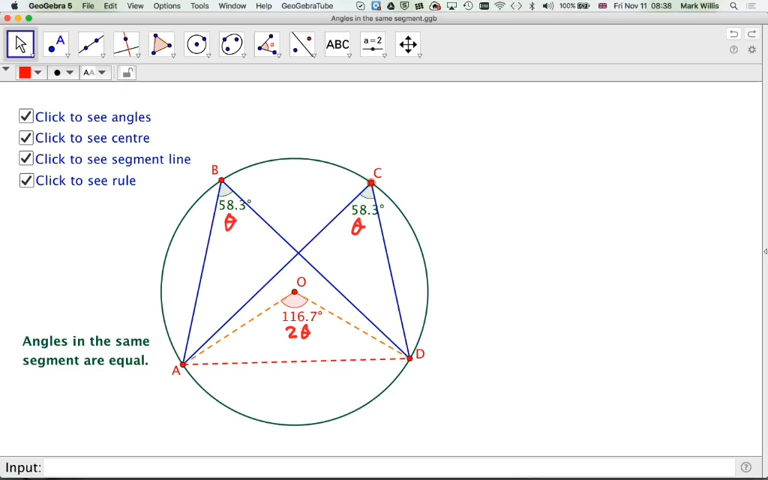 GeoGebra 5 File Edit View Options Tools Window Help GeoGebraTube 100% Fri Nov 11 08:38 Mark Willis
Angles in the same segment.ggb
A ABC a=2
AA
Click to see angles
Click to see centre
Click to see segment line
Click to see rule
B
C
58.3°
58.3°
θ
θ
O
116.7°
2θ
Angles in the same
segment are equal.
A
D
Input: